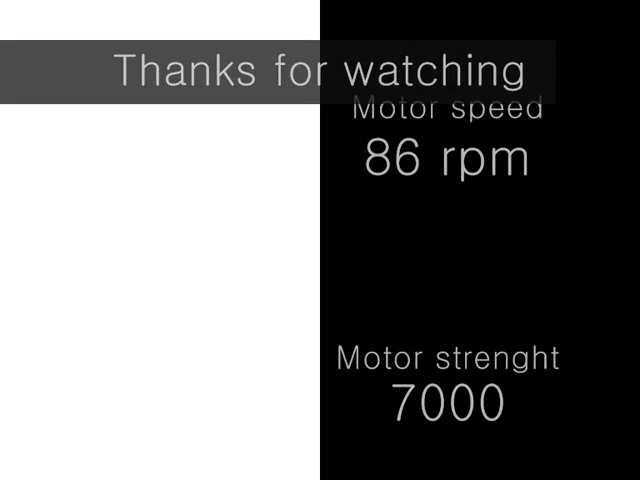 Thanks for watching
Motor speed
86 rpm
Motor strenght
7000